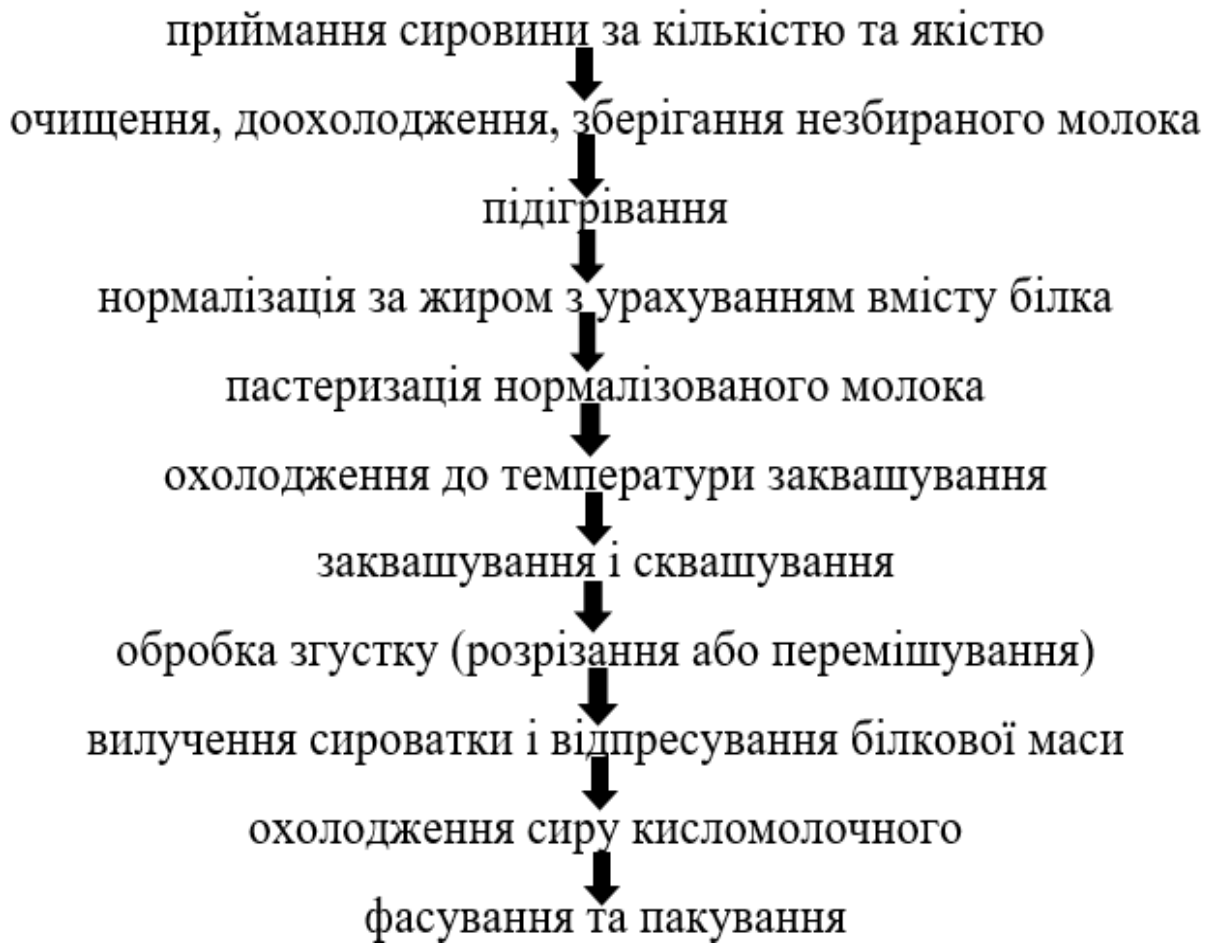 приймання сировини за кількістю та якістю
очищення, доохолодження, зберігання незбираного молока
підігрівання
нормалізація за жиром з урахуванням вмісту білка
пастеризація нормалізованого молока
охолодження до температури заквашування
заквашування і сквашування
обробка згустку (розрізання або перемішування)
вилучення сироватки і відпресування білкової маси
охолодження сиру кисломолочного
фасування та пакування